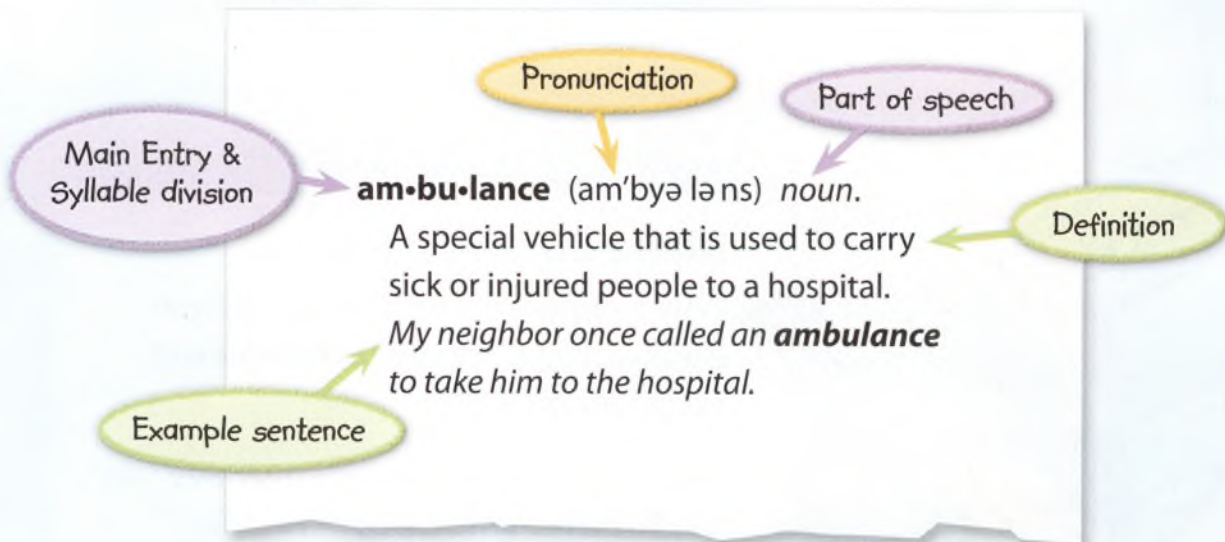 Pronunciation
Part of speech
Main Entry &
Syllable division
am•bu•lance (am'byə ləns) noun.
A special vehicle that is used to carry
Definition
sick or injured people to a hospital.
My neighbor once called an ambulance
to take him to the hospital.
Example sentence